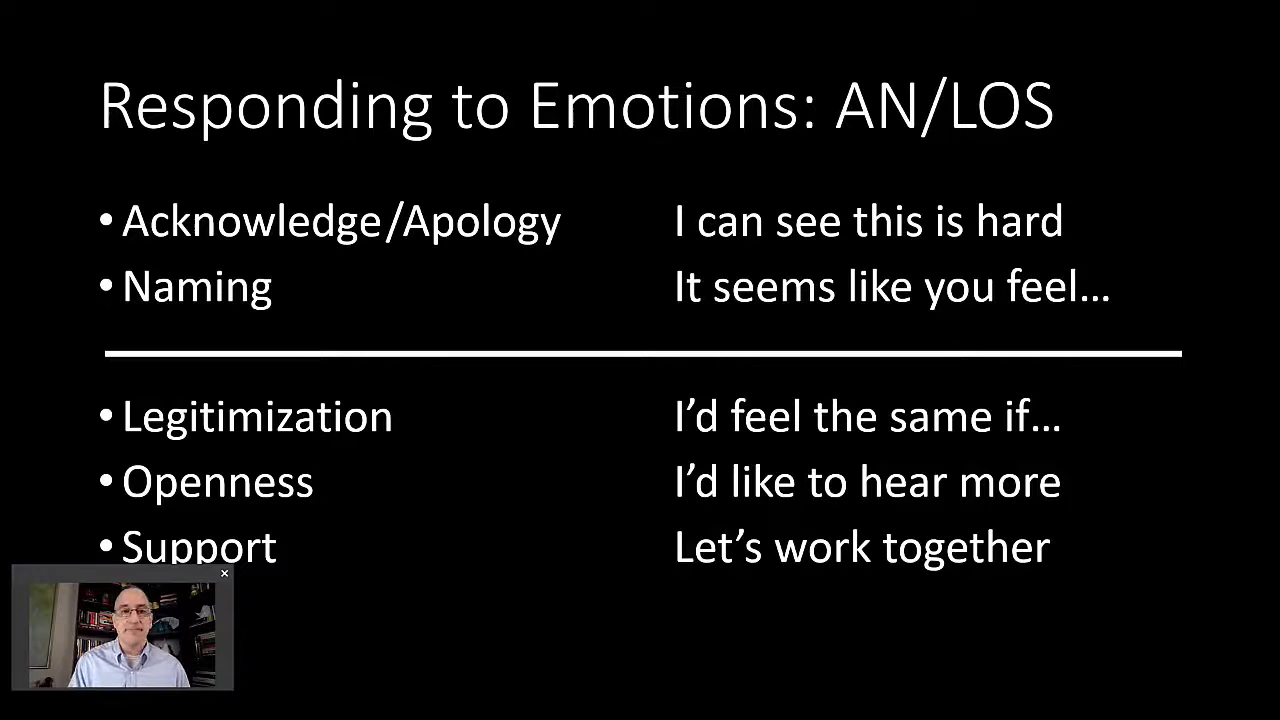 Responding to Emotions: AN/LOS
• Acknowledge/Apology I can see this is hard
• Naming It seems like you feel…
• Legitimization I’d feel the same if…
• Openness I’d like to hear more
• Support Let’s work together